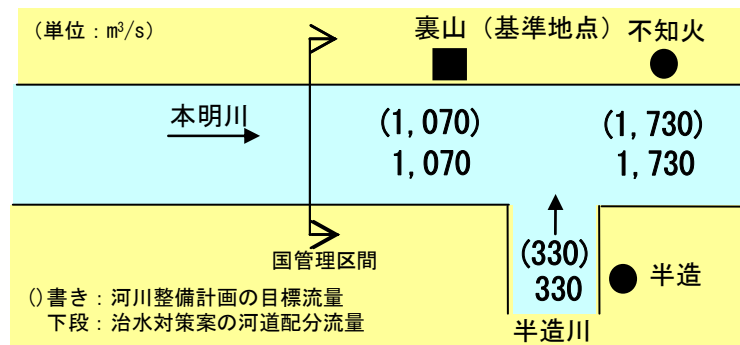 （単位：m³/s）
裏山（基準地点）
不知火
本明川
(1,070)
1,070
(1,730)
1,730
国管理区間
(330)
330
半造
半造川
()書き：河川整備計画の目標流量
下段：治水対策案の河道配分流量